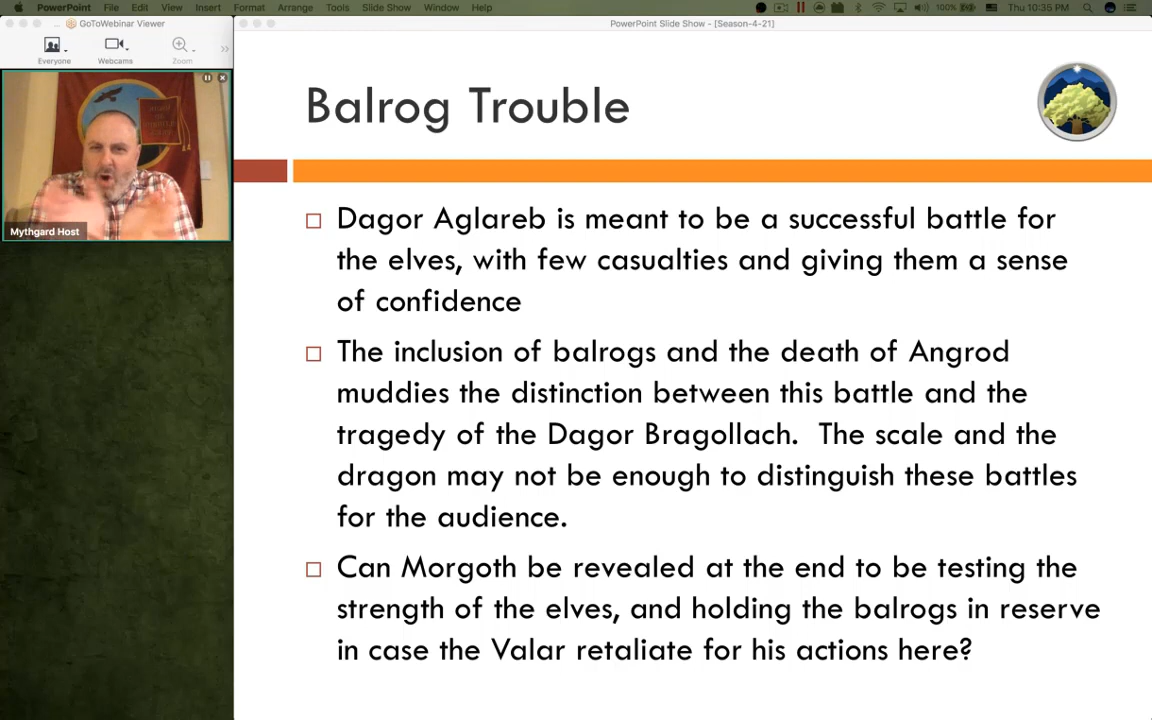 PowerPoint File Edit View Insert Format Arrange Tools Slide Show Window Help 100% Thu 10:35 PM
GoToWebinar Viewer
PowerPoint Slide Show - [Season-4-21]
Everyone Webcams Zoom
Mythgard Host
Balrog Trouble
Dagor Aglareb is meant to be a successful battle for
the elves, with few casualties and giving them a sense
of confidence
The inclusion of balrogs and the death of Angrod
muddies the distinction between this battle and the
tragedy of the Dagor Bragollach. The scale and the
dragon may not be enough to distinguish these battles
for the audience.
Can Morgoth be revealed at the end to be testing the
strength of the elves, and holding the balrogs in reserve
in case the Valar retaliate for his actions here?